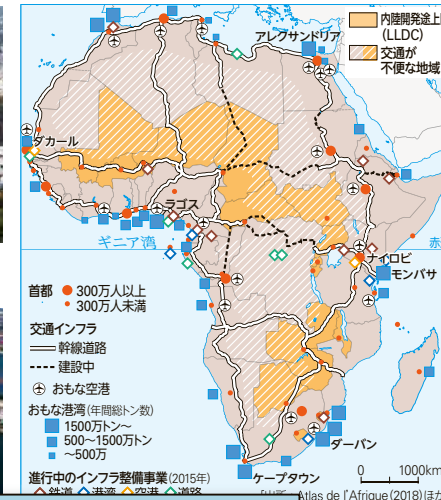 内陸開発途上
(LLDC)
交通が
不便な地域
アレクサンドリア
ダカール
ラゴス
ギニア湾
赤
ナイロビ
モンバサ
首都
300万人以上
300万人未満
交通インフラ
幹線道路
建設中
おもな空港
おもな港湾(年間総トン数)
1500万トン〜
500〜1500万トン
〜500万
ダーバン
ケープタウン
進行中のインフラ整備事業(2015年)
鉄道 港湾 空港 道路
0 1000km
Atlas de l'Afrique(2018)ほか